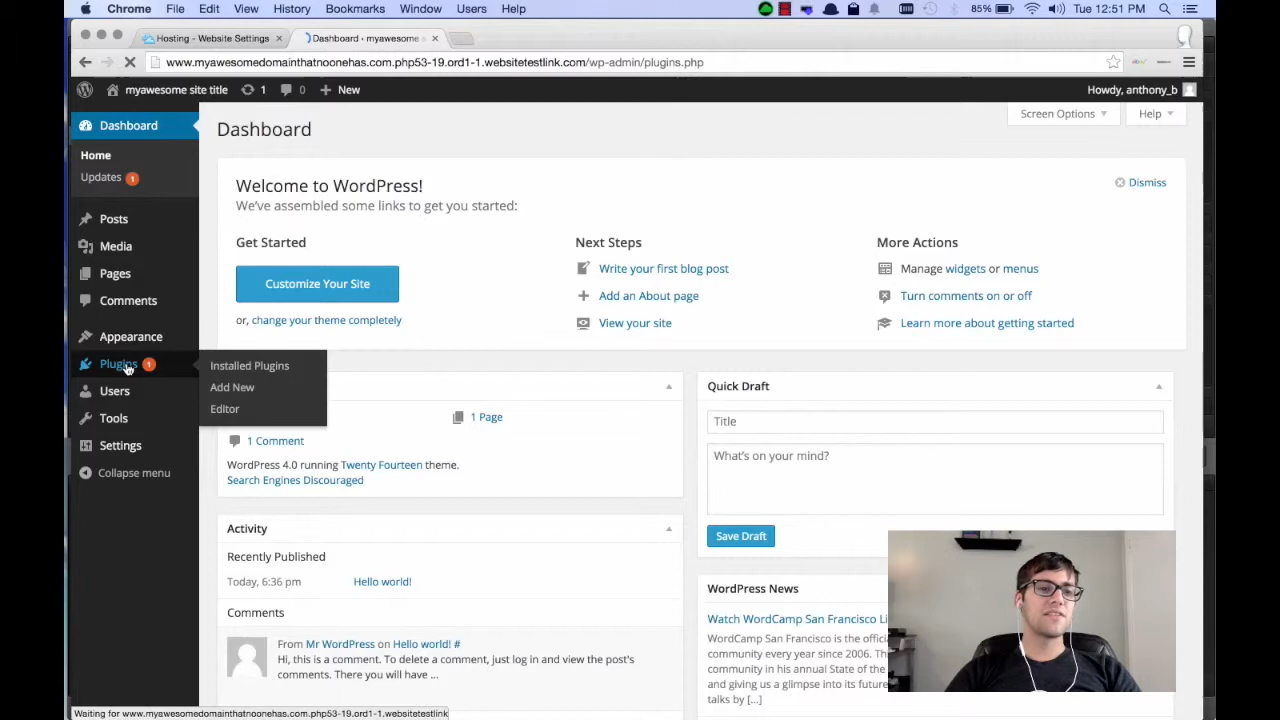 Chrome File Edit View History Bookmarks Window Users Help 85% Tue 12:51 PM
Hosting - Website Settings Dashboard ‹ myawesome s
www.myawesomedomainthatnoonehas.com.php53-19.ord1-1.websitetestlink.com/wp-admin/plugins.php
myawesome site title 1 0 New Howdy, anthony_b
Dashboard
Home
Updates 1
Posts
Media
Pages
Comments
Appearance
Plugins 1
Users
Tools
Settings
Collapse menu
Installed Plugins
Add New
Editor
Dashboard
Screen Options Help
Welcome to WordPress!
We've assembled some links to get you started:
Dismiss
Get Started
Customize Your Site
or, change your theme completely
Next Steps
Write your first blog post
Add an About page
View your site
More Actions
Manage widgets or menus
Turn comments on or off
Learn more about getting started
1 Page
1 Comment
WordPress 4.0 running Twenty Fourteen theme.
Search Engines Discouraged
Activity
Recently Published
Today, 6:36 pm Hello world!
Comments
From Mr WordPress on Hello world! #
Hi, this is a comment. To delete a comment, just log in and view the post's
comments. There you will have ...
Quick Draft
Title
What's on your mind?
Save Draft
WordPress News
Watch WordCamp San Francisco Li
WordCamp San Francisco is the offici
community every year since 2006. Th
community in his annual State of the
and giving us a glimpse into its future
talks by [...]
Waiting for www.myawesomedomainthatnoonehas.com.php53-19.ord1-1.websitetestlink